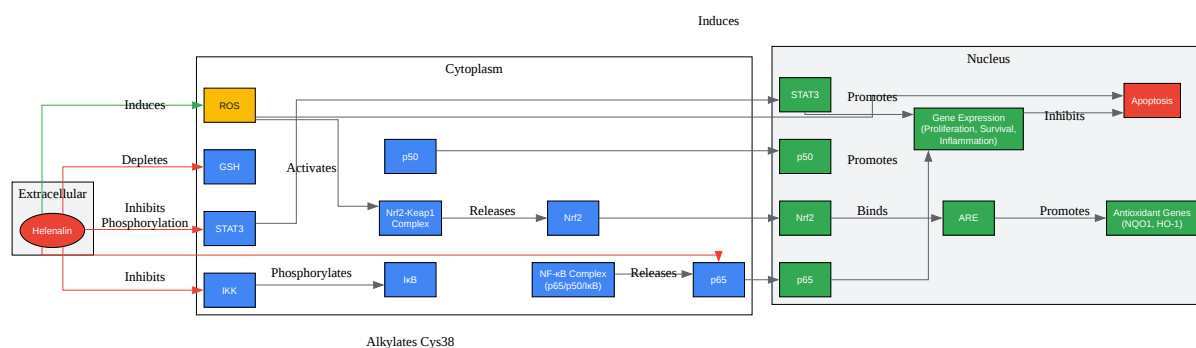 Induces
Cytoplasm
Nucleus
Induces
ROS
STAT3
Promotes
Apoptosis
Gene Expression
(Proliferation, Survival,
Inflammation)
Inhibits
Depletes
GSH
Activates
p50
p50
Promotes
Extracellular
Helenalin
Inhibits
Phosphorylation
STAT3
Nrf2-Keap1
Complex
Releases
Nrf2
Nrf2
Binds
ARE
Promotes
Antioxidant Genes
(NQO1, HO-1)
Inhibits
IKK
Phosphorylates
IκB
NF-κB Complex
(p65/p50/IκB)
Releases
p65
p65
Alkylates Cys38